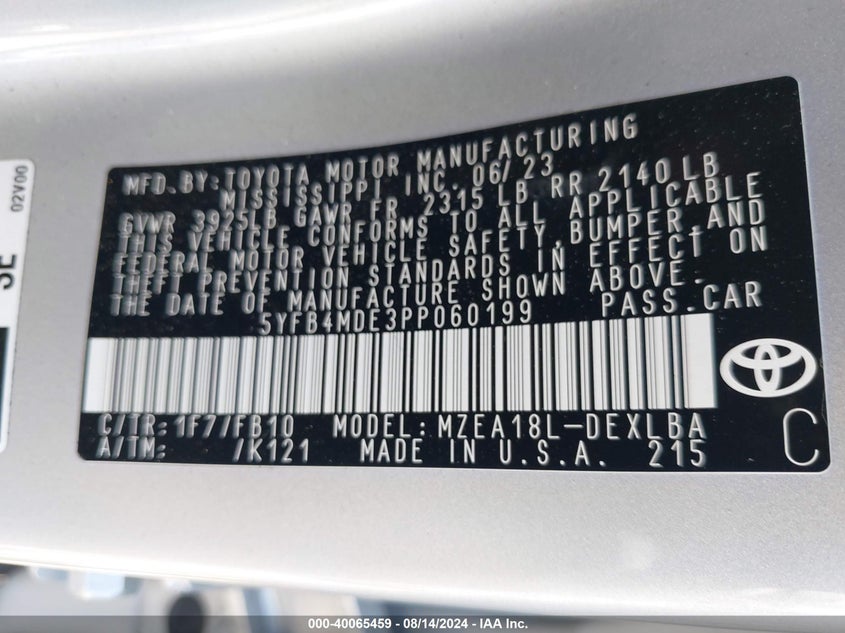 MFD. BY: TOYOTA MOTOR MANUFACTURING
MISSISSIPPI INC. 06/23
GVWR 3925LB GAWR FR 2315 LB RR 2140 LB
THIS VEHICLE CONFORMS TO ALL APPLICABLE
FEDERAL MOTOR VEHICLE SAFETY, BUMPER, AND
THEFT PREVENTION STANDARDS IN EFFECT ON
THE DATE OF MANUFACTURE SHOWN ABOVE.
5YFB4MDE3PP060199 PASS.CAR
C/TR: 1F7/FB10 MODEL: MZEA18L-DEXLBA
A/TM: /K121 MADE IN U.S.A. 215
C
02V00
SE
000-40065459 - 08/14/2024 - IAA Inc.